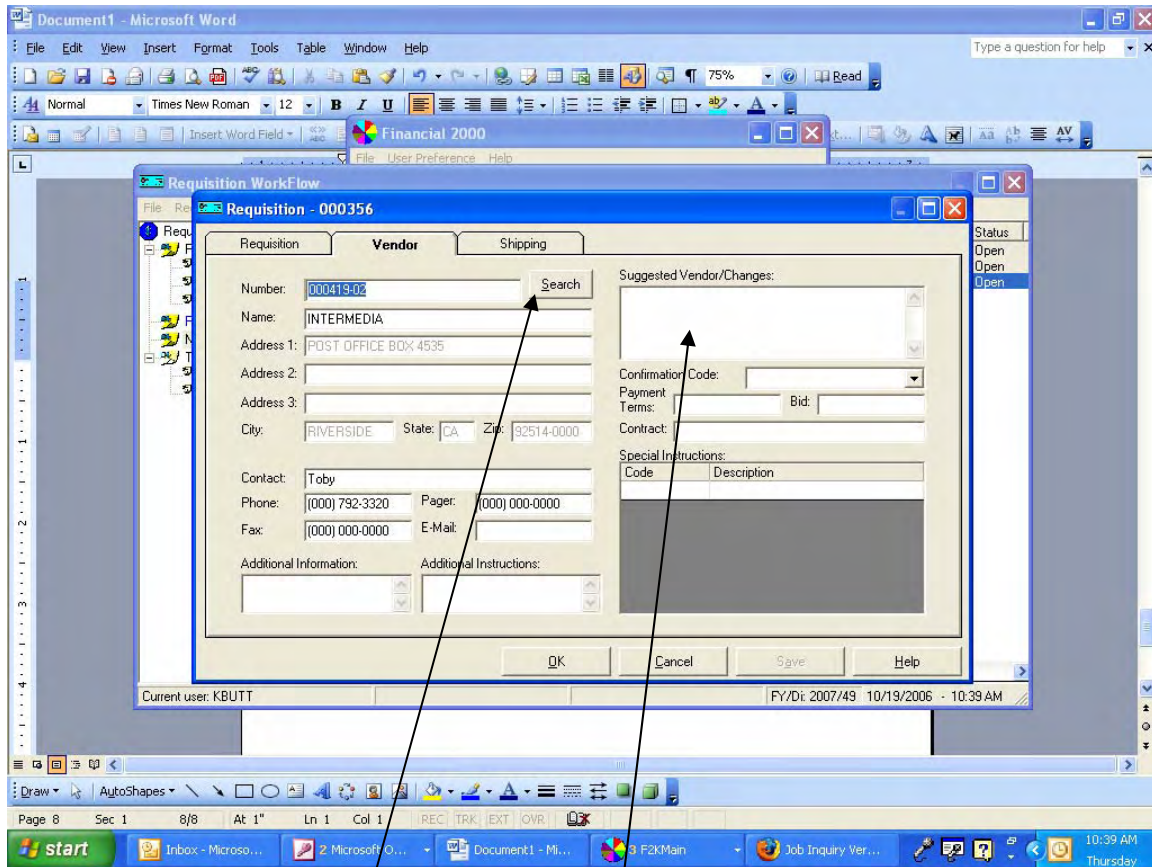 Document1 - Microsoft Word
File Edit View Insert Format Tools Table Window Help
Type a question for help
75% Read
Normal Times New Roman 12 B I U
Insert Word Field
Financial 2000
File User Preference Help
Requisition WorkFlow
File
Requisition - 000356
Status
Open
Open
Open
Requisition Vendor Shipping
Number: 000419-02 Search
Name: INTERMEDIA
Address 1: POST OFFICE BOX 4535
Address 2:
Address 3:
City: RIVERSIDE State: CA Zip: 92514-0000
Contact: Toby
Phone: (000) 792-3320 Pager: (000) 000-0000
Fax: (000) 000-0000 E-Mail:
Additional Information: Additional Instructions:
Suggested Vendor/Changes:
Confirmation Code:
Payment Terms: Bid:
Contract:
Special Instructions:
Code Description
OK Cancel Save Help
Current user: KBUTT FY/Di: 2007/49 10/19/2006 - 10:39 AM
Draw AutoShapes
Page 8 Sec 1 8/8 At 1" Ln 1 Col 1 REC TRK EXT OVR
start Inbox - Microso... 2 Microsoft O... Document1 - Mi... 3 F2KMain Job Inquiry Ver... 10:39 AM
Thursday